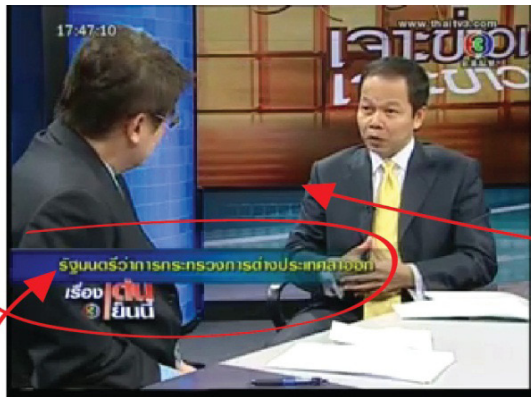 17:47:10
www.thaitv3.com
เจาะข่าวเ
รัฐมนตรีว่าการกระทรวงการต่างประเทศลาออก
เรื่อง เด่น
3 เย็นนี้